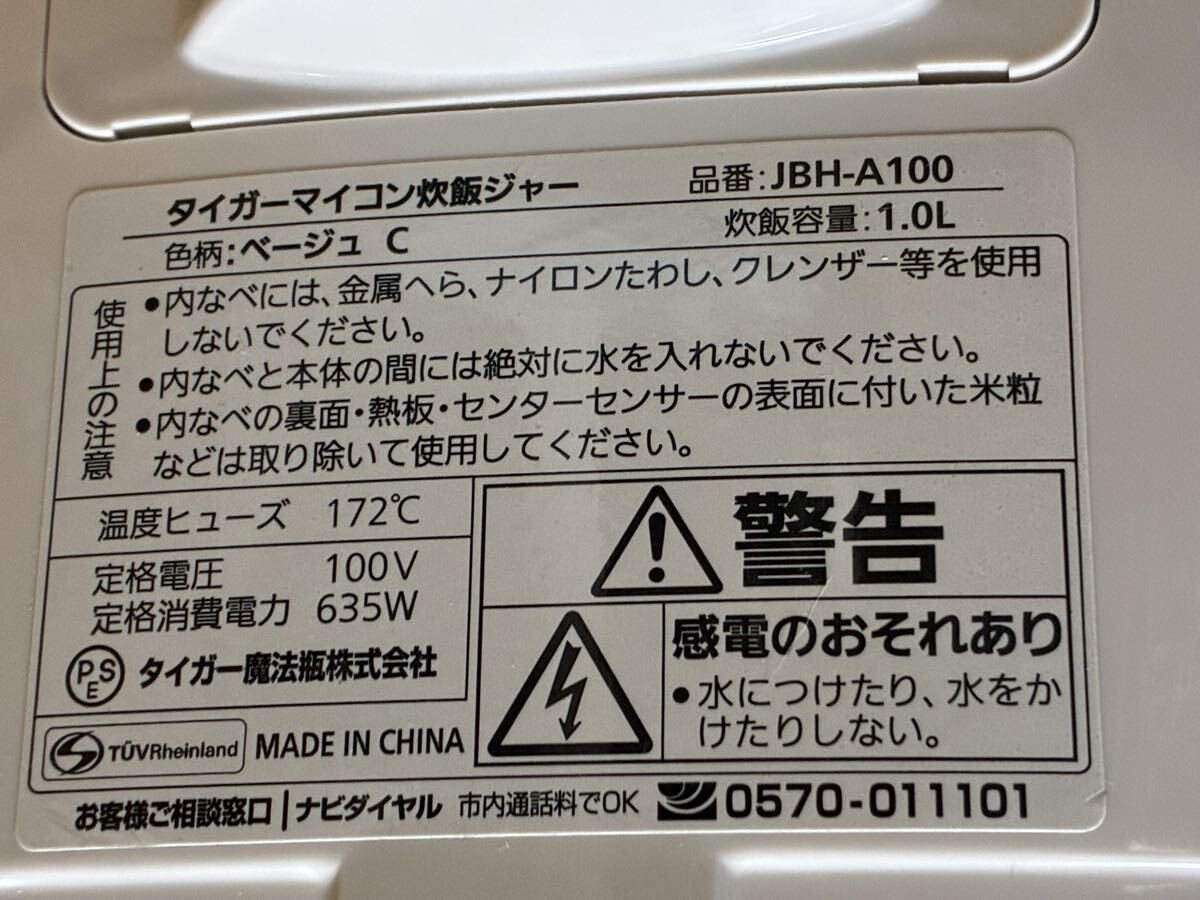 タイガーマイコン炊飯ジャー 品番:JBH-A100
色柄:ベージュ C 炊飯容量:1.0L
使用上の注意
•内なべには、金属へら、ナイロンたわし、クレンザー等を使用
しないでください。
•内なべと本体の間には絶対に水を入れないでください。
•内なべの裏面・熱板・センターセンサーの表面に付いた米粒
などは取り除いて使用してください。
温度ヒューズ 172℃
定格電圧 100V
定格消費電力 635W
PSE タイガー魔法瓶株式会社
TÜVRheinland MADE IN CHINA
警告
感電のおそれあり
•水につけたり、水をか
けたりしない。
お客様ご相談窓口|ナビダイヤル 市内通話料でOK 0570-011101